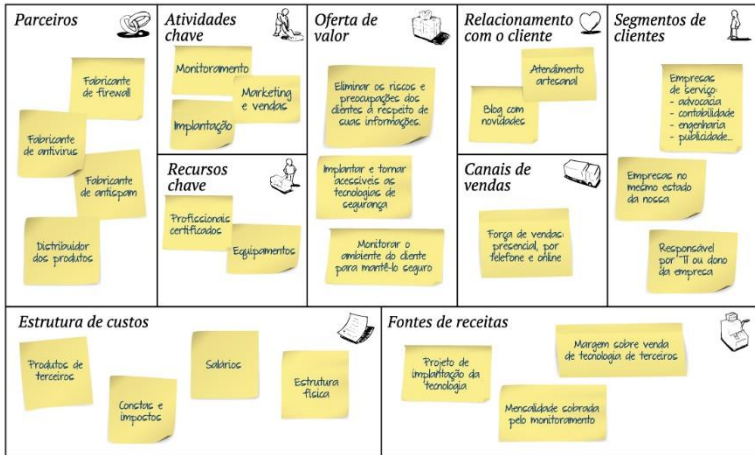 Parceiros
Fabricante
de firewall
Fabricante
de antivirus
Fabricante
de antispam
Distribuidor
dos produtos
Atividades
chave
Monitoramento
Marketing
e vendas
Implantação
Recursos
chave
Profissionais
certificados
Equipamentos
Oferta de
valor
Eliminar os riscos e
preocupações dos
clientes a respeito de
suas informações.
Implantar e tornar
acessíveis as
tecnologias de
segurança
Monitorar o
ambiente do cliente
para mantê-lo seguro
Relacionamento
com o cliente
Atendimento
artesanal
Blog com
novidades
Canais de
vendas
Força de vendas:
presencial, por
telefone e online
Segmentos de
clientes
Empresas
de serviço:
- advocacia
- contabilidade
- engenharia
- publicidade...
Empresas no
mesmo estado
da nossa
Responsável
por TI ou dono
da empresa
Estrutura de custos
Produtos de
terceiros
Constas e
impostos
Salários
Estrutura
física
Fontes de receitas
Projeto de
implantação da
tecnologia
Margem sobre venda
de tecnologia de terceiros
Mensalidade sobrada
pelo monitoramento